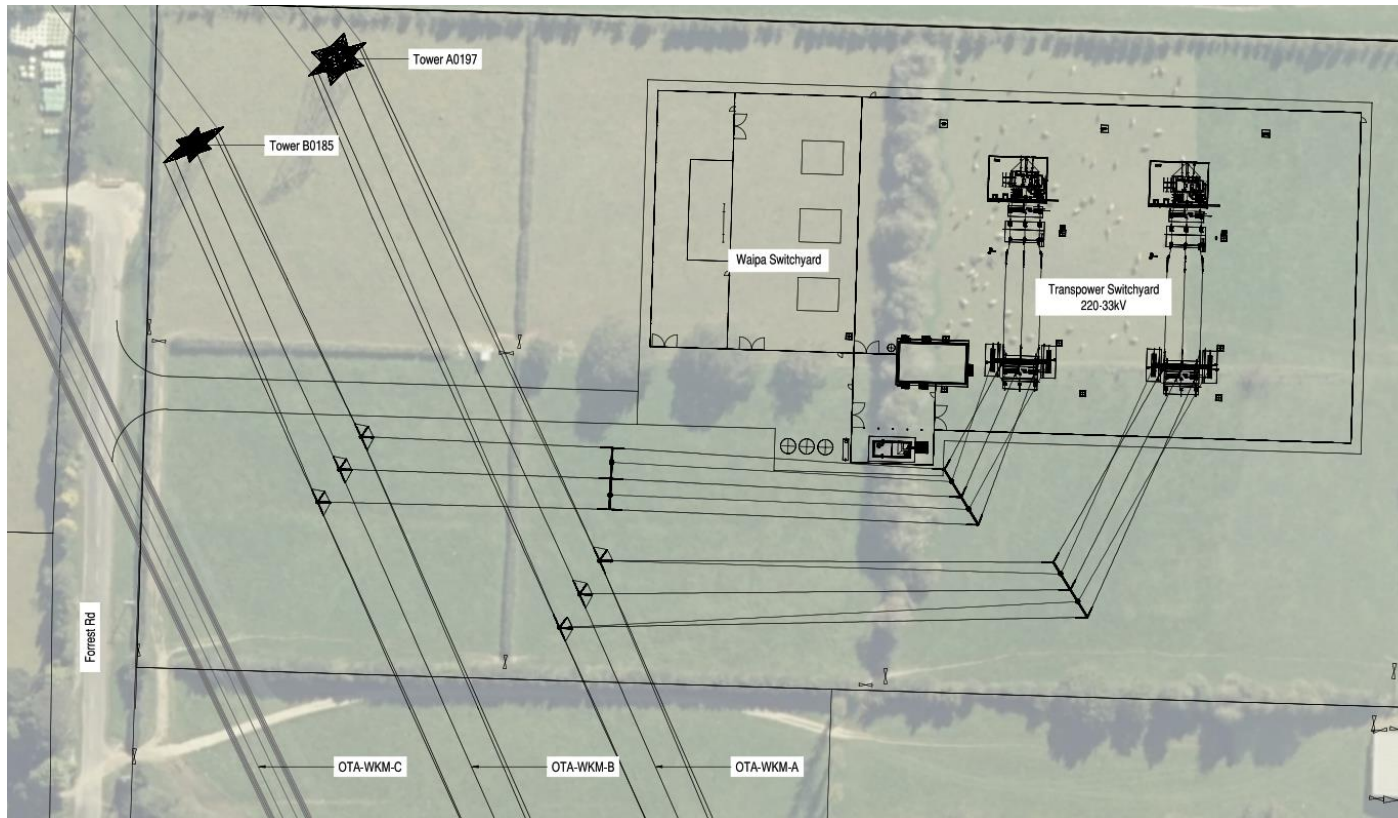 Tower A0197
Tower B0185
Waipa Switchyard
Transpower Switchyard
220-33kV
Forrest Rd
OTA-WKM-C
OTA-WKM-B
OTA-WKM-A